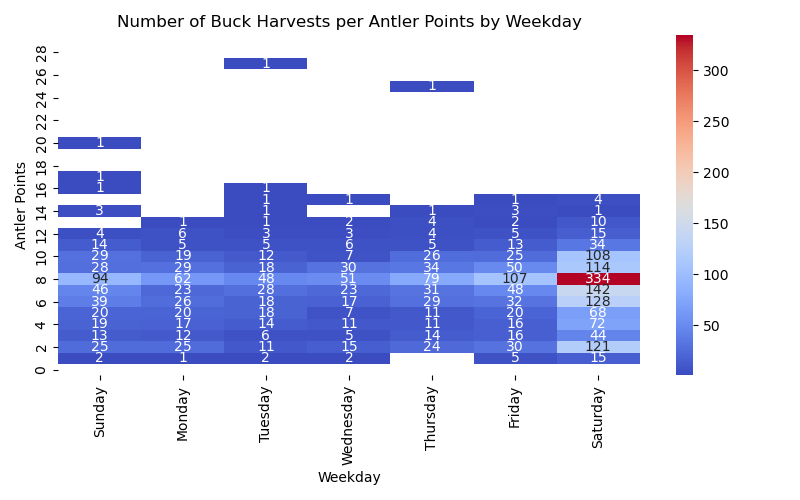 Number of Buck Harvests per Antler Points by Weekday
28
1
26
1
24
22
20 1
18
1
16 1 1
1 1 1 4
14 3 1 1 3 1
1 1 2 4 2 10
12 4 6 3 3 4 5 15
14 5 5 6 5 13 34
10 29 19 12 7 26 25 108
28 29 18 30 34 50 114
8 94 62 48 51 79 107 334
46 23 31 48 142
6 39 26 18 17 29 32 128
20 20 18 7 11 20 68
4 19 17 14 11 11 16 72
13 12 6 5 14 16 44
2 25 25 11 15 24 30 121
2 1 2 2 5 15
0
Antler Points
Sunday
Monday
Tuesday
Wednesday
Thursday
Friday
Saturday
Weekday
300
250
200
150
100
50